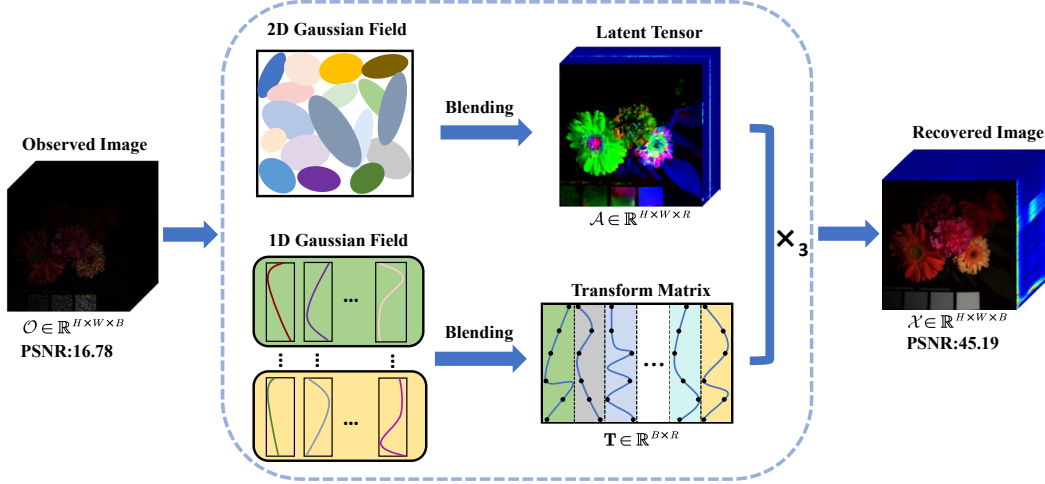 Observed Image
𝒪 ∈ ℝ^{H×W×B}
PSNR:16.78
2D Gaussian Field
Blending
Latent Tensor
𝒜 ∈ ℝ^{H×W×R}
1D Gaussian Field
...
...
...
...
...
Blending
Transform Matrix
...
𝐓 ∈ ℝ^{B×R}
×₃
Recovered Image
𝒳 ∈ ℝ^{H×W×B}
PSNR:45.19